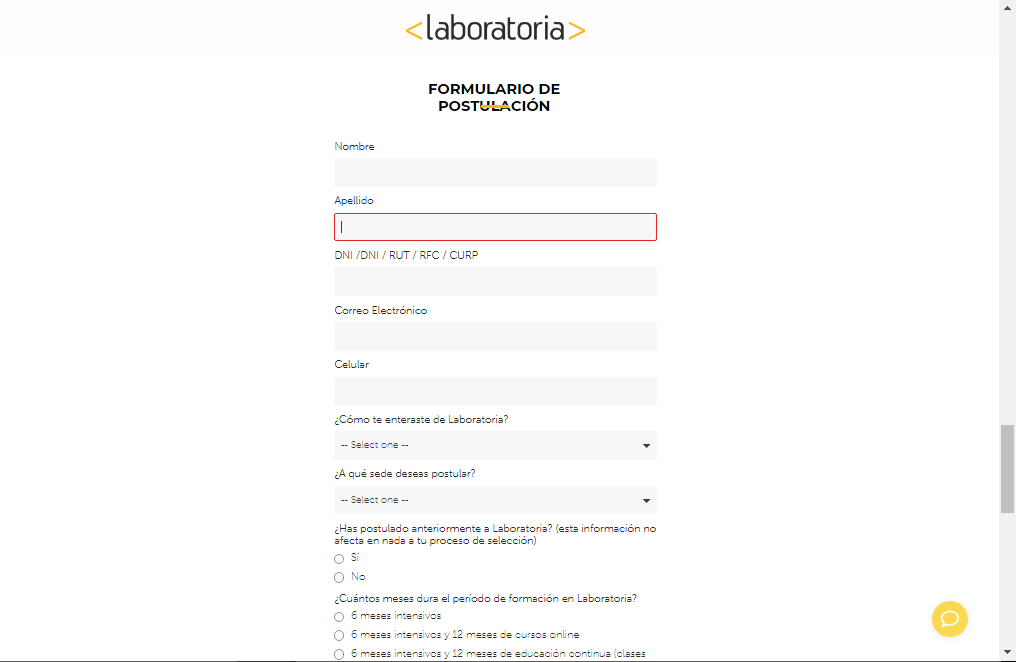 <laboratoria>
FORMULARIO DE
POSTULACIÓN
Nombre
Apellido
DNI /DNI / RUT / RFC / CURP
Correo Electrónico
Celular
¿Cómo te enteraste de Laboratoria?
-- Select one --
¿A qué sede deseas postular?
-- Select one --
¿Has postulado anteriormente a Laboratoria? (esta información no
afecta en nada a tu proceso de selección)
Sí
No
¿Cuántos meses dura el período de formación en Laboratoria?
6 meses intensivos
6 meses intensivos y 12 meses de cursos online
6 meses intensivos y 12 meses de educación continua (clases